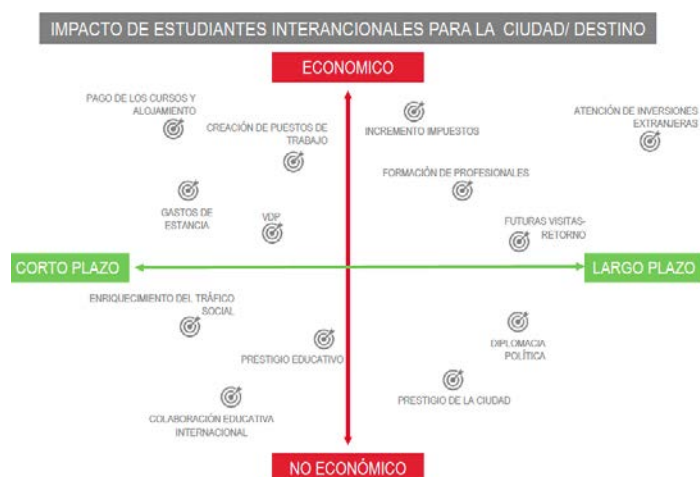 IMPACTO DE ESTUDIANTES INTERANCIONALES PARA LA CIUDAD/ DESTINO
ECONOMICO
PAGO DE LOS CURSOS Y
ALOJAMIENTO
CREACIÓN DE PUESTOS DE
TRABAJO
INCREMENTO IMPUESTOS
ATENCIÓN DE INVERSIONES
EXTRANJERAS
FORMACIÓN DE PROFESIONALES
GASTOS DE
ESTANCIA
VDP
FUTURAS VISITAS-
RETORNO
CORTO PLAZO
LARGO PLAZO
ENRIQUECIMIENTO DEL TRÁFICO
SOCIAL
PRESTIGIO EDUCATIVO
DIPLOMACIA
POLÍTICA
PRESTIGIO DE LA CIUDAD
COLABORACIÓN EDUCATIVA
INTERNACIONAL
NO ECONÓMICO